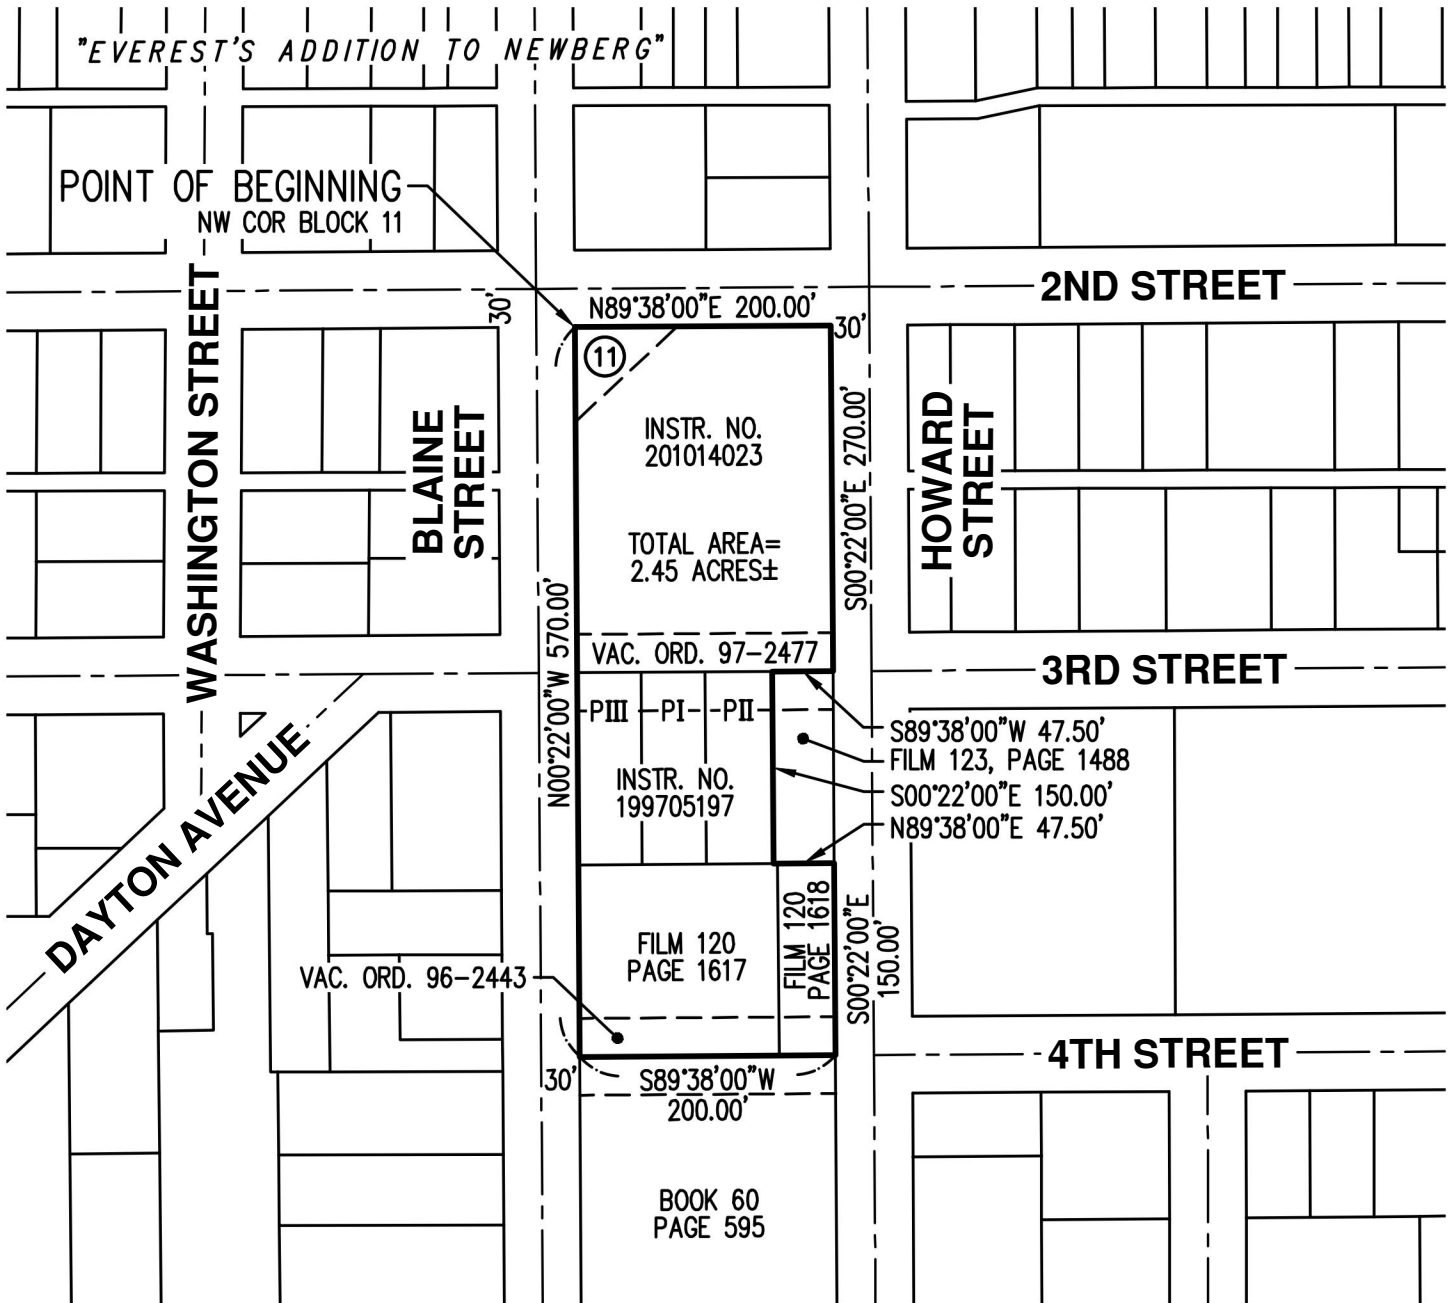 "EVEREST'S ADDITION TO NEWBERG"
POINT OF BEGINNING
NW COR BLOCK 11
2ND STREET
30'
N89°38'00"E 200.00'
30'
11
WASHINGTON STREET
BLAINE
STREET
INSTR. NO.
201014023
S00°22'00"E 270.00'
HOWARD
STREET
TOTAL AREA=
2.45 ACRES±
N00°22'00"W 570.00'
VAC. ORD. 97-2477
3RD STREET
PIII
PI
PII
S89°38'00"W 47.50'
FILM 123, PAGE 1488
S00°22'00"E 150.00'
N89°38'00"E 47.50'
INSTR. NO.
199705197
DAYTON AVENUE
FILM 120
PAGE 1617
FILM 120
PAGE 1618
S00°22'00"E
150.00'
VAC. ORD. 96-2443
4TH STREET
30'
S89°38'00"W
200.00'
BOOK 60
PAGE 595